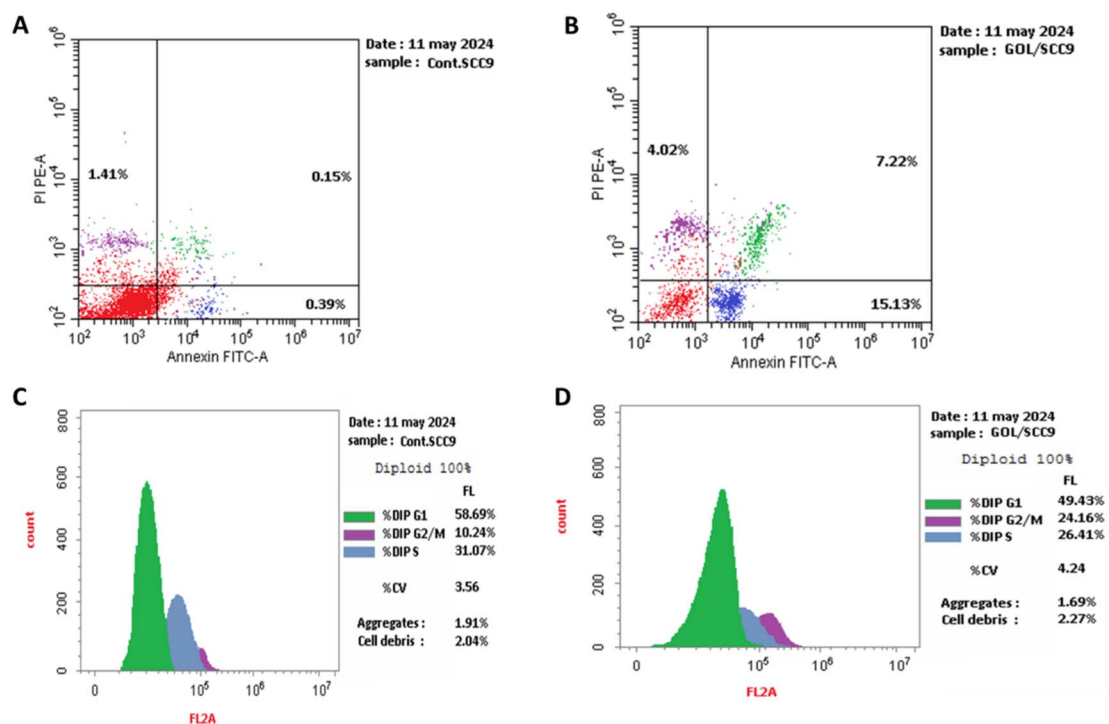 A
Date : 11 may 2024
sample : Cont.SCC9
10^6
10^5
10^4
10^3
10^2
PI PE-A
1.41%
0.15%
0.39%
10^2 10^3 10^4 10^5 10^6 10^7
Annexin FITC-A
B
Date : 11 may 2024
sample : GOL/SCC9
10^6
10^5
10^4
10^3
10^2
PI PE-A
4.02%
7.22%
15.13%
10^2 10^3 10^4 10^5 10^6 10^7
Annexin FITC-A
C
800
600
400
200
0
count
0 10^5 10^6 10^7
FL2A
Date : 11 may 2024
sample : Cont.SCC9
Diploid 100%
FL
%DIP G1 58.69%
%DIP G2/M 10.24%
%DIP S 31.07%
%CV 3.56
Aggregates : 1.91%
Cell debris : 2.04%
D
800
600
400
200
0
count
0 10^5 10^6 10^7
FL2A
Date : 11 may 2024
sample : GOL/SCC9
Diploid 100%
FL
%DIP G1 49.43%
%DIP G2/M 24.16%
%DIP S 26.41%
%CV 4.24
Aggregates : 1.69%
Cell debris : 2.27%